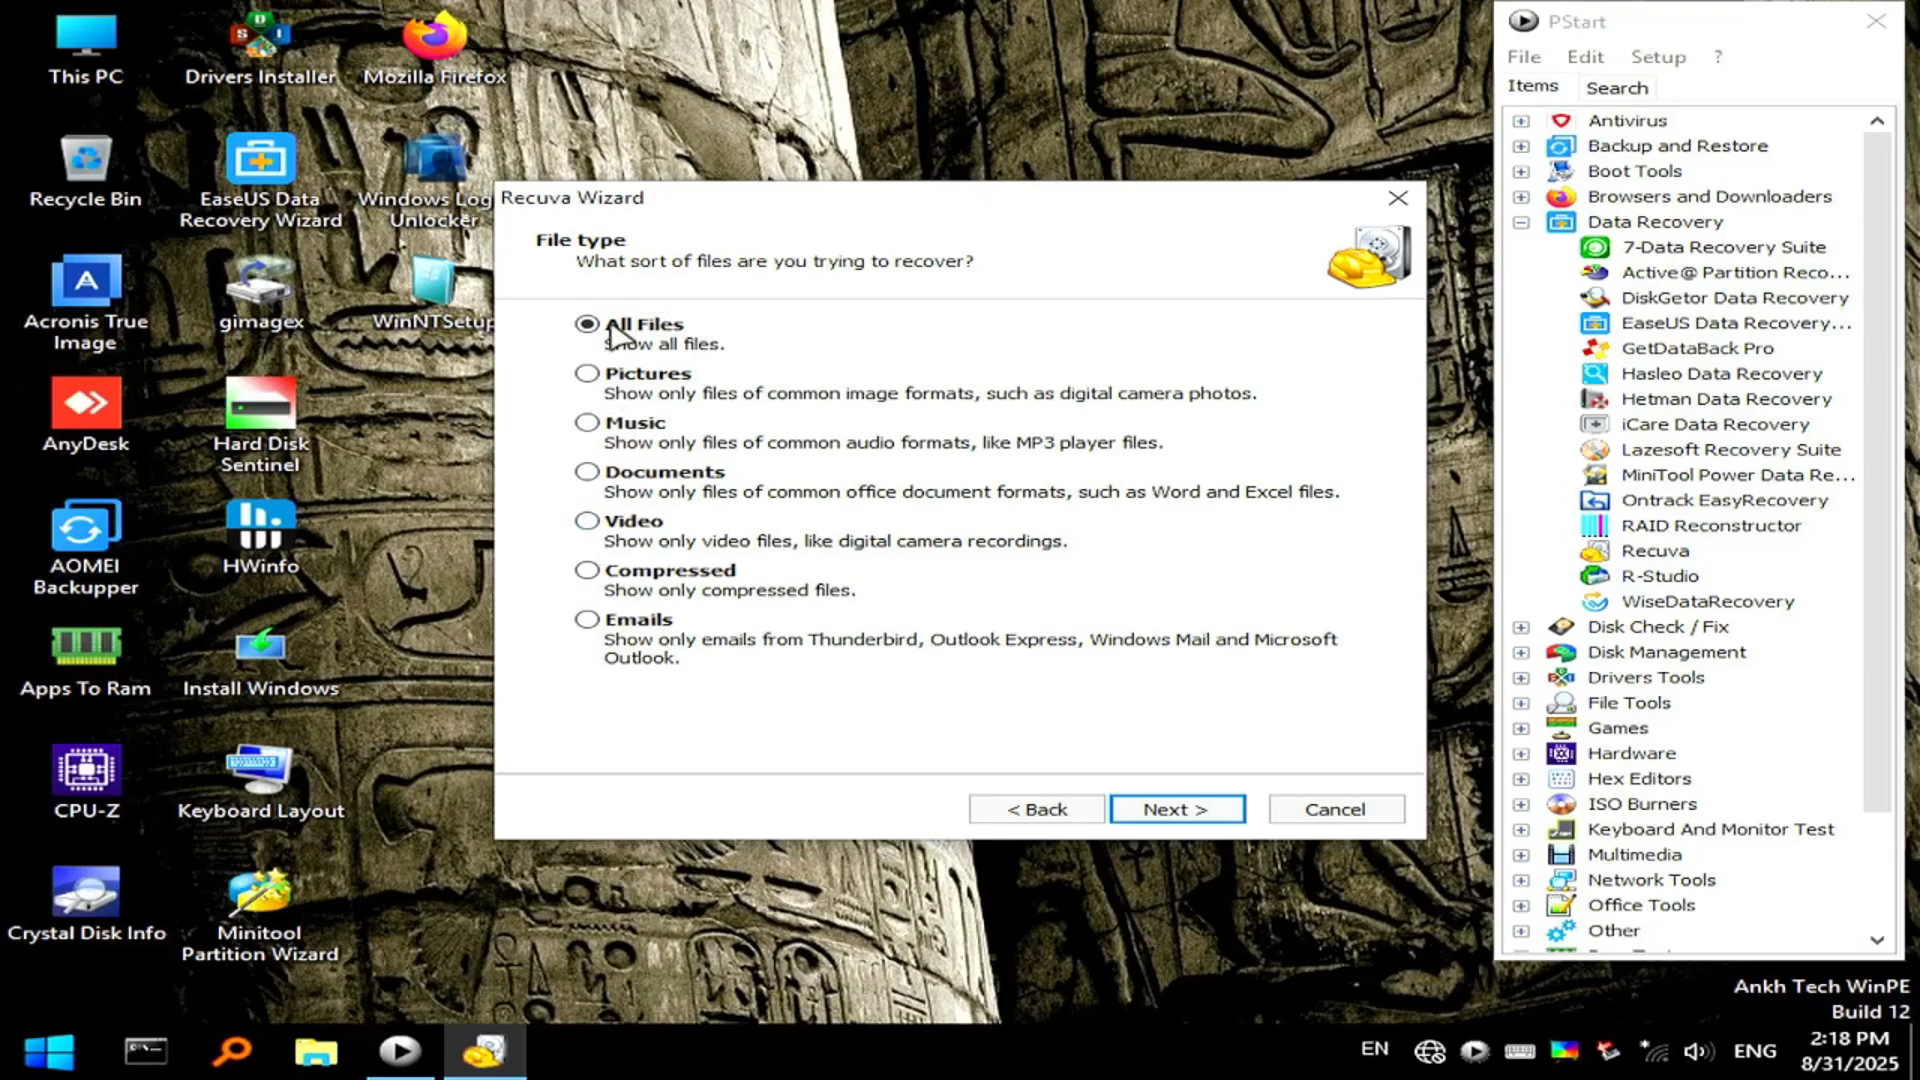 This PC
Drivers Installer
Mozilla Firefox
Recycle Bin
EaseUS Data
Recovery Wizard
Windows Log
Unlocker
Acronis True
Image
gimagex
WinNTSetup
AnyDesk
Hard Disk
Sentinel
AOMEI
Backupper
HWinfo
Apps To Ram
Install Windows
CPU-Z
Keyboard Layout
Crystal Disk Info
Minitool
Partition Wizard
Recuva Wizard
File type
What sort of files are you trying to recover?
All Files
Show all files.
Pictures
Show only files of common image formats, such as digital camera photos.
Music
Show only files of common audio formats, like MP3 player files.
Documents
Show only files of common office document formats, such as Word and Excel files.
Video
Show only video files, like digital camera recordings.
Compressed
Show only compressed files.
Emails
Show only emails from Thunderbird, Outlook Express, Windows Mail and Microsoft
Outlook.
< Back
Next >
Cancel
PStart
File Edit Setup ?
Items Search
Antivirus
Backup and Restore
Boot Tools
Browsers and Downloaders
Data Recovery
7-Data Recovery Suite
Active@ Partition Reco...
DiskGetor Data Recovery
EaseUS Data Recovery...
GetDataBack Pro
Hasleo Data Recovery
Hetman Data Recovery
iCare Data Recovery
Lazesoft Recovery Suite
MiniTool Power Data Re...
Ontrack EasyRecovery
RAID Reconstructor
Recuva
R-Studio
WiseDataRecovery
Disk Check / Fix
Disk Management
Drivers Tools
File Tools
Games
Hardware
Hex Editors
ISO Burners
Keyboard And Monitor Test
Multimedia
Network Tools
Office Tools
Other
Ankh Tech WinPE
Build 12
EN
ENG
2:18 PM
8/31/2025